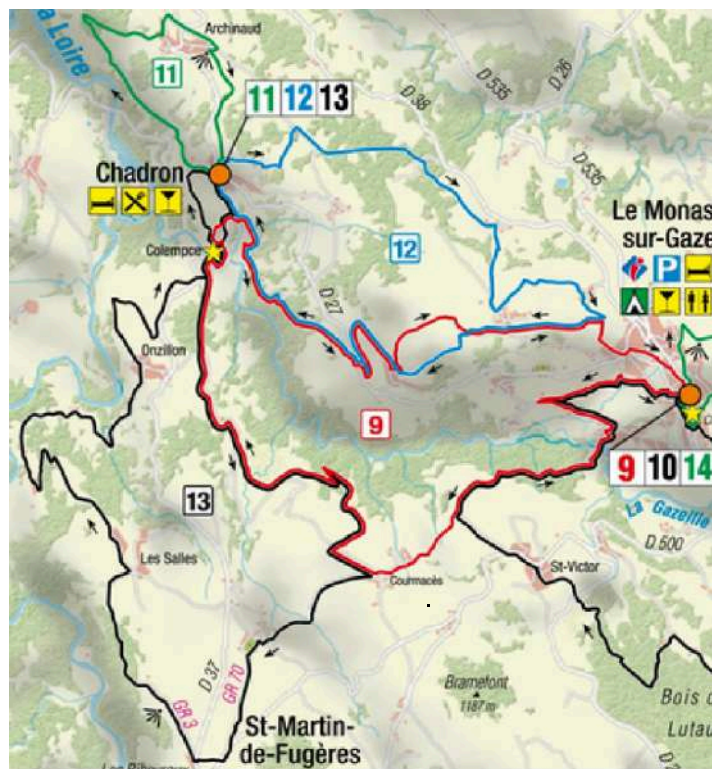 La Loire
Archinaud
11
D 535
D 26
D 38
11 12 13
Chadron
D 535
Le Monas
sur-Gaze
P
Colempce
12
D 27
Onzillon
9
9 10 14
13
La Gazeille
D 500
Les Salles
St-Victor
Courmacès
D 37
GR 70
GR 3
Bramefont
1187 m
Bois d
Lutau
St-Martin-
de-Fugères